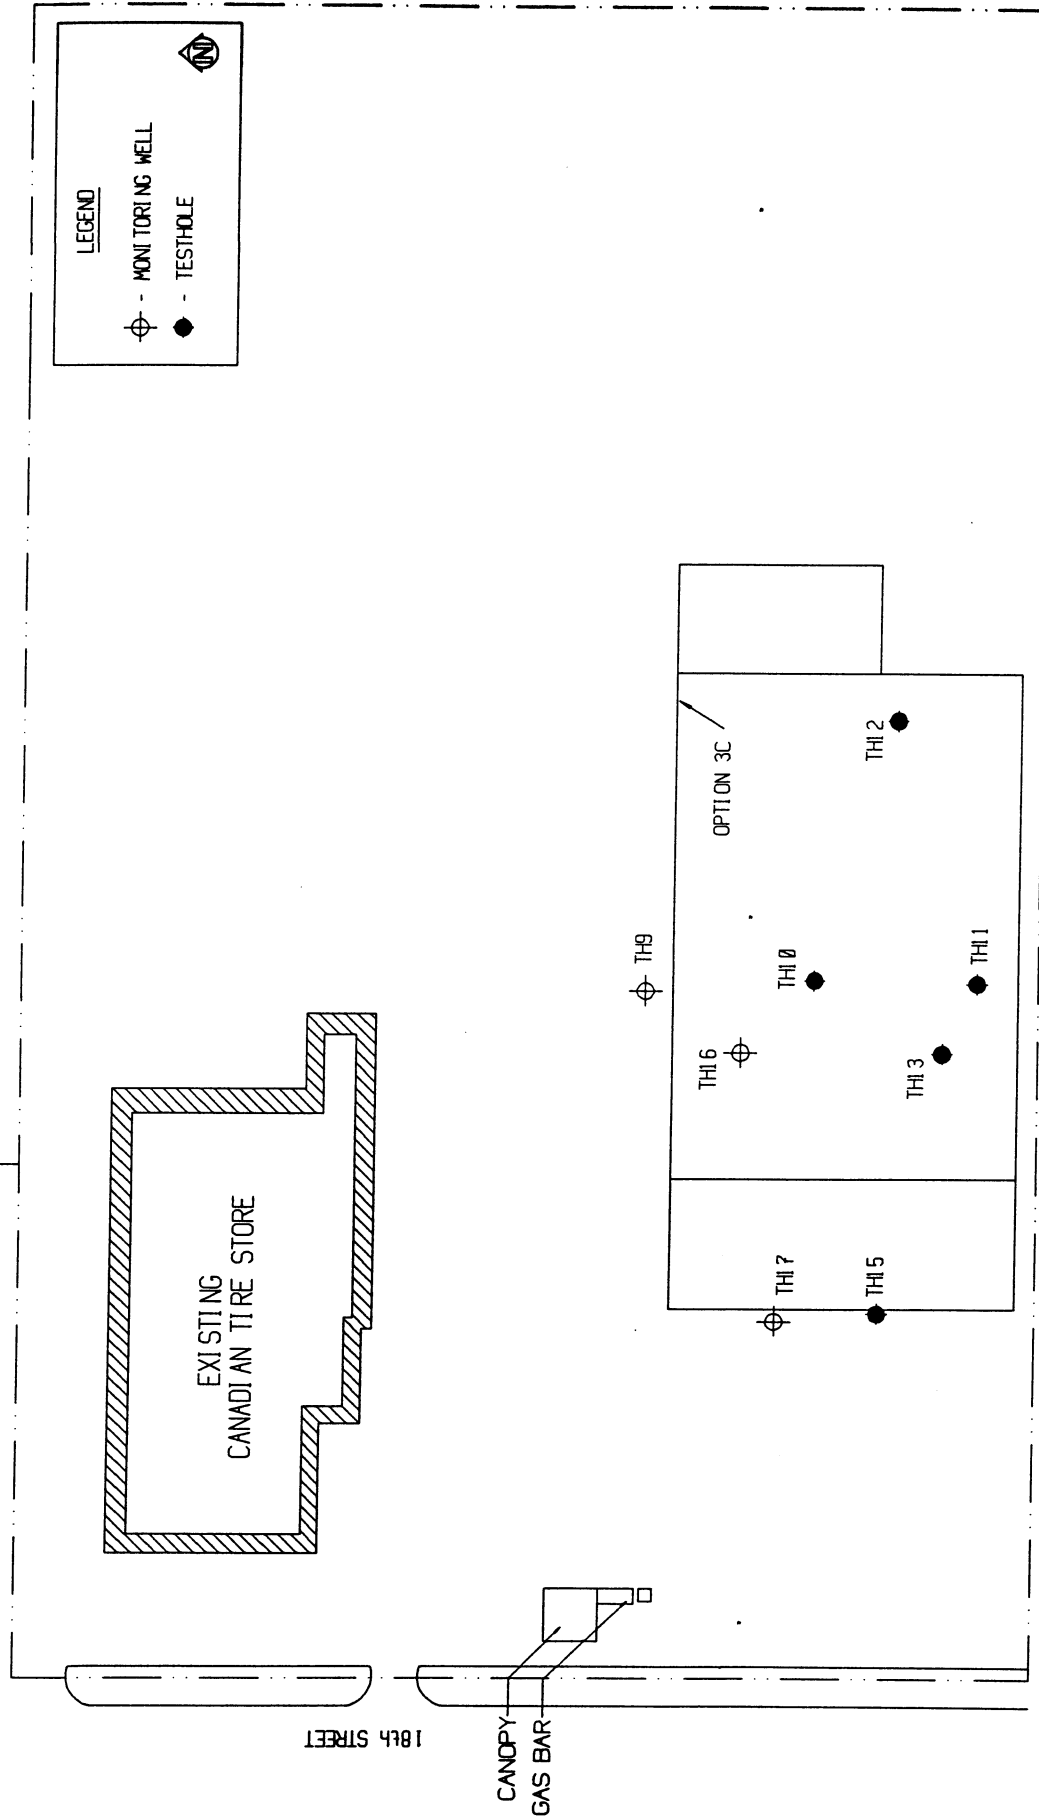 LEGEND
- MONITORING WELL
- TESTHOLE
N
EXISTING
CANADIAN TIRE STORE
18th STREET
CANOPY
GAS BAR
OPTION 3C
TH9
TH16
TH10
TH12
TH13
TH11
TH17
TH15